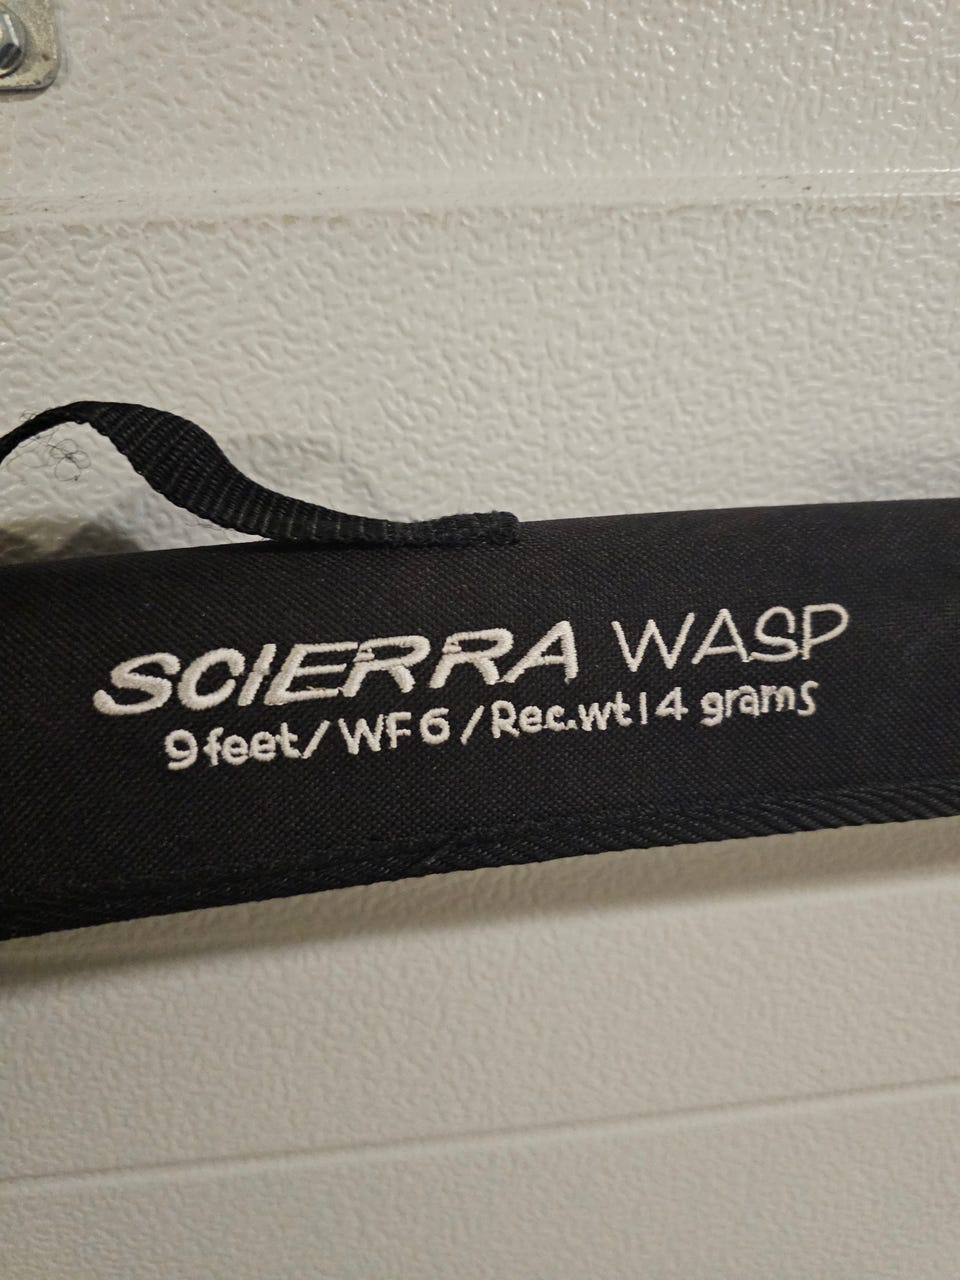 SCIERRA WASP
9 feet/ WF 6 / Rec.wt 14 grams